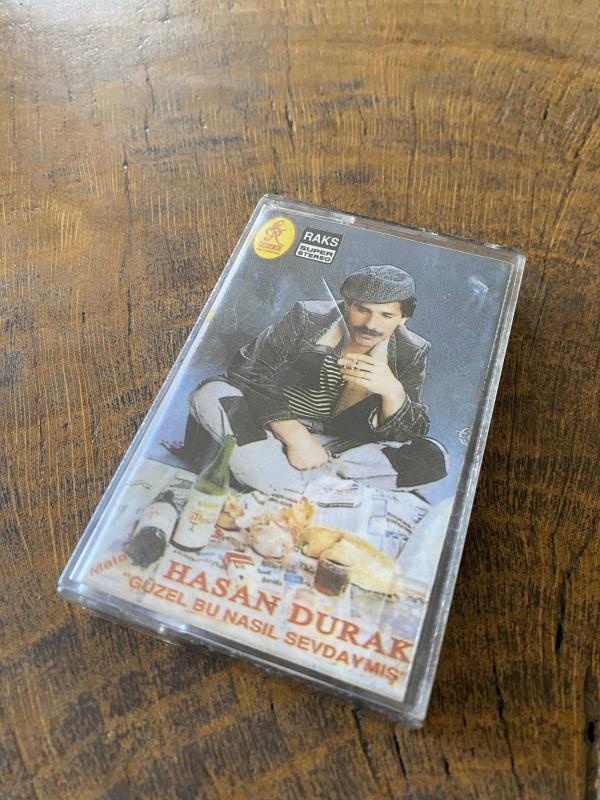 RAKS
SUPER
STEREO
HASAN DURAK
"GÜZEL BU NASIL SEVDAYMIŞ"